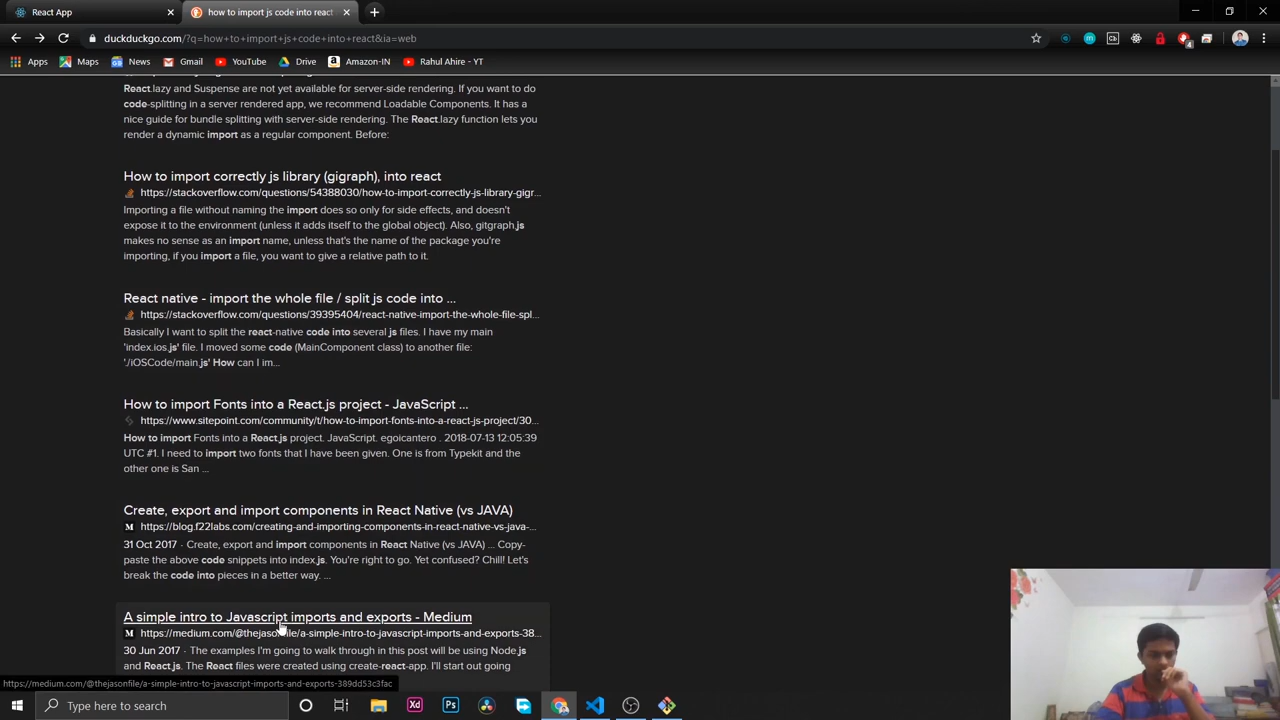 React App
how to import js code into react
duckduckgo.com/?q=how+to+import+js+code+into+react&ia=web
Apps
Maps
News
Gmail
YouTube
Drive
Amazon-IN
Rahul Ahire - YT
React.lazy and Suspense are not yet available for server-side rendering. If you want to do
code-splitting in a server rendered app, we recommend Loadable Components. It has a
nice guide for bundle splitting with server-side rendering. The React.lazy function lets you
render a dynamic import as a regular component. Before:
How to import correctly js library (gigraph), into react
https://stackoverflow.com/questions/54388030/how-to-import-correctly-js-library-gigr...
Importing a file without naming the import does so only for side effects, and doesn't
expose it to the environment (unless it adds itself to the global object). Also, gitgraph.js
makes no sense as an import name, unless that's the name of the package you're
importing, if you import a file, you want to give a relative path to it.
React native - import the whole file / split js code into ...
https://stackoverflow.com/questions/39395404/react-native-import-the-whole-file-spl...
Basically I want to split the react-native code into several js files. I have my main
'index.ios.js' file. I moved some code (MainComponent class) to another file:
'./iOSCode/main.js' How can I im...
How to import Fonts into a React.js project - JavaScript ...
https://www.sitepoint.com/community/t/how-to-import-fonts-into-a-react-js-project/30...
How to import Fonts into a React.js project. JavaScript. egoicantero . 2018-07-13 12:05:39
UTC #1. I need to import two fonts that I have been given. One is from Typekit and the
other one is San ...
Create, export and import components in React Native (vs JAVA)
M https://blog.f22labs.com/creating-and-importing-components-in-react-native-vs-java-...
31 Oct 2017 · Create, export and import components in React Native (vs JAVA) ... Copy-
paste the above code snippets into index.js. You're right to go. Yet confused? Chill! Let's
break the code into pieces in a better way. ...
A simple intro to Javascript imports and exports - Medium
M https://medium.com/@thejasonfile/a-simple-intro-to-javascript-imports-and-exports-38...
30 Jun 2017 · The examples I'm going to walk through in this post will be using Node.js
and React.js. The React files were created using create-react-app. I'll start out going
https://medium.com/@thejasonfile/a-simple-intro-to-javascript-imports-and-exports-389dd53c3fac
Type here to search
Xd
Ps